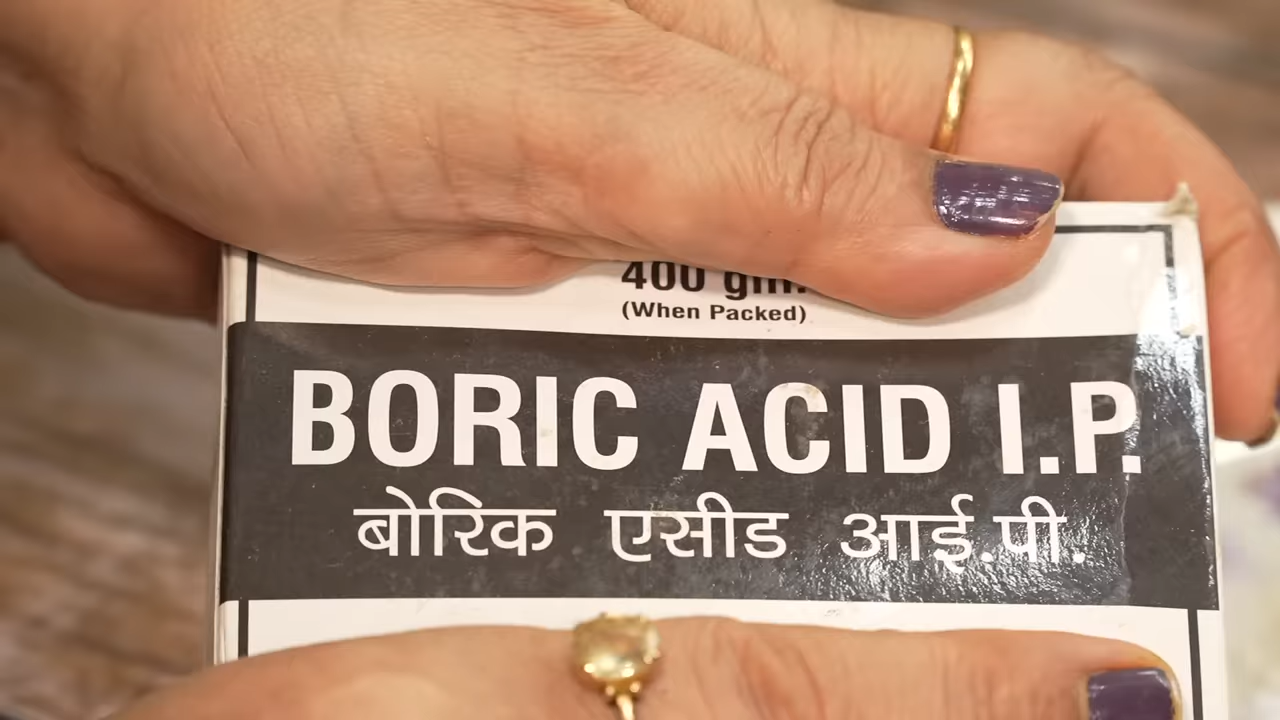 400 gm.
(When Packed)
BORIC ACID I.P.
बोरिक एसीड आई.पी.